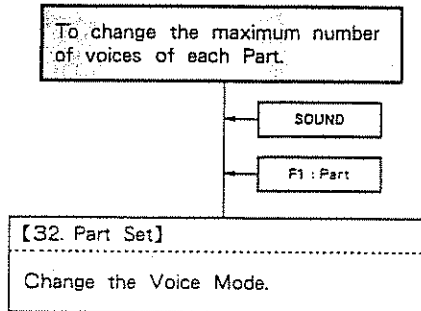 To change the maximum number
of voices of each Part.
SOUND
F1 : Part
【32. Part Set】
Change the Voice Mode.